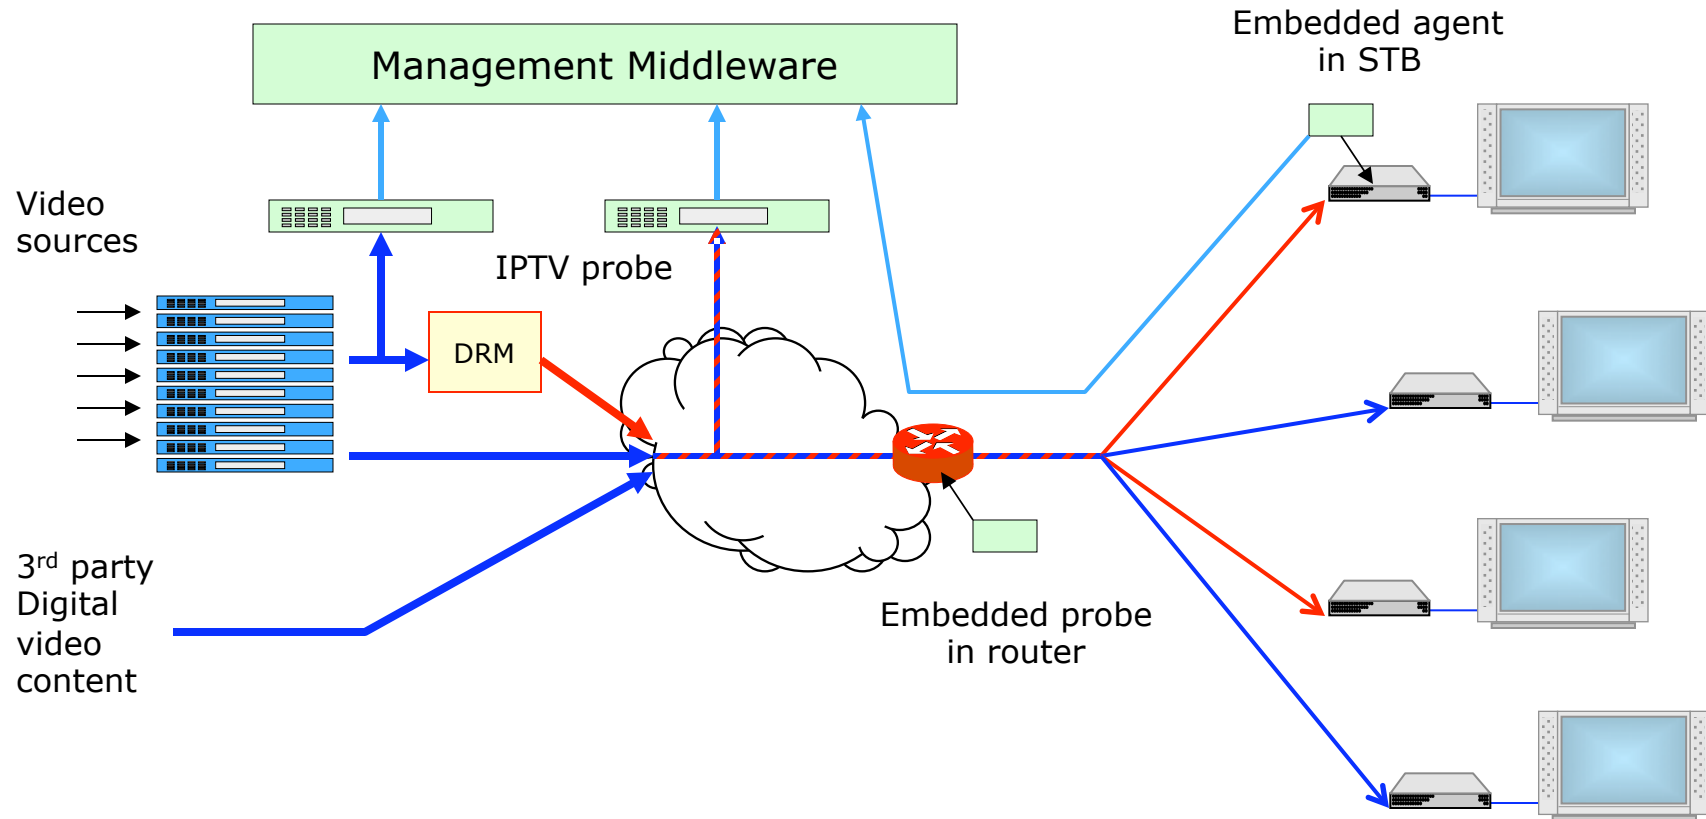 Management Middleware
Embedded agent
in STB
Video
sources
IPTV probe
DRM
3rd party
Digital
video
content
Embedded probe
in router